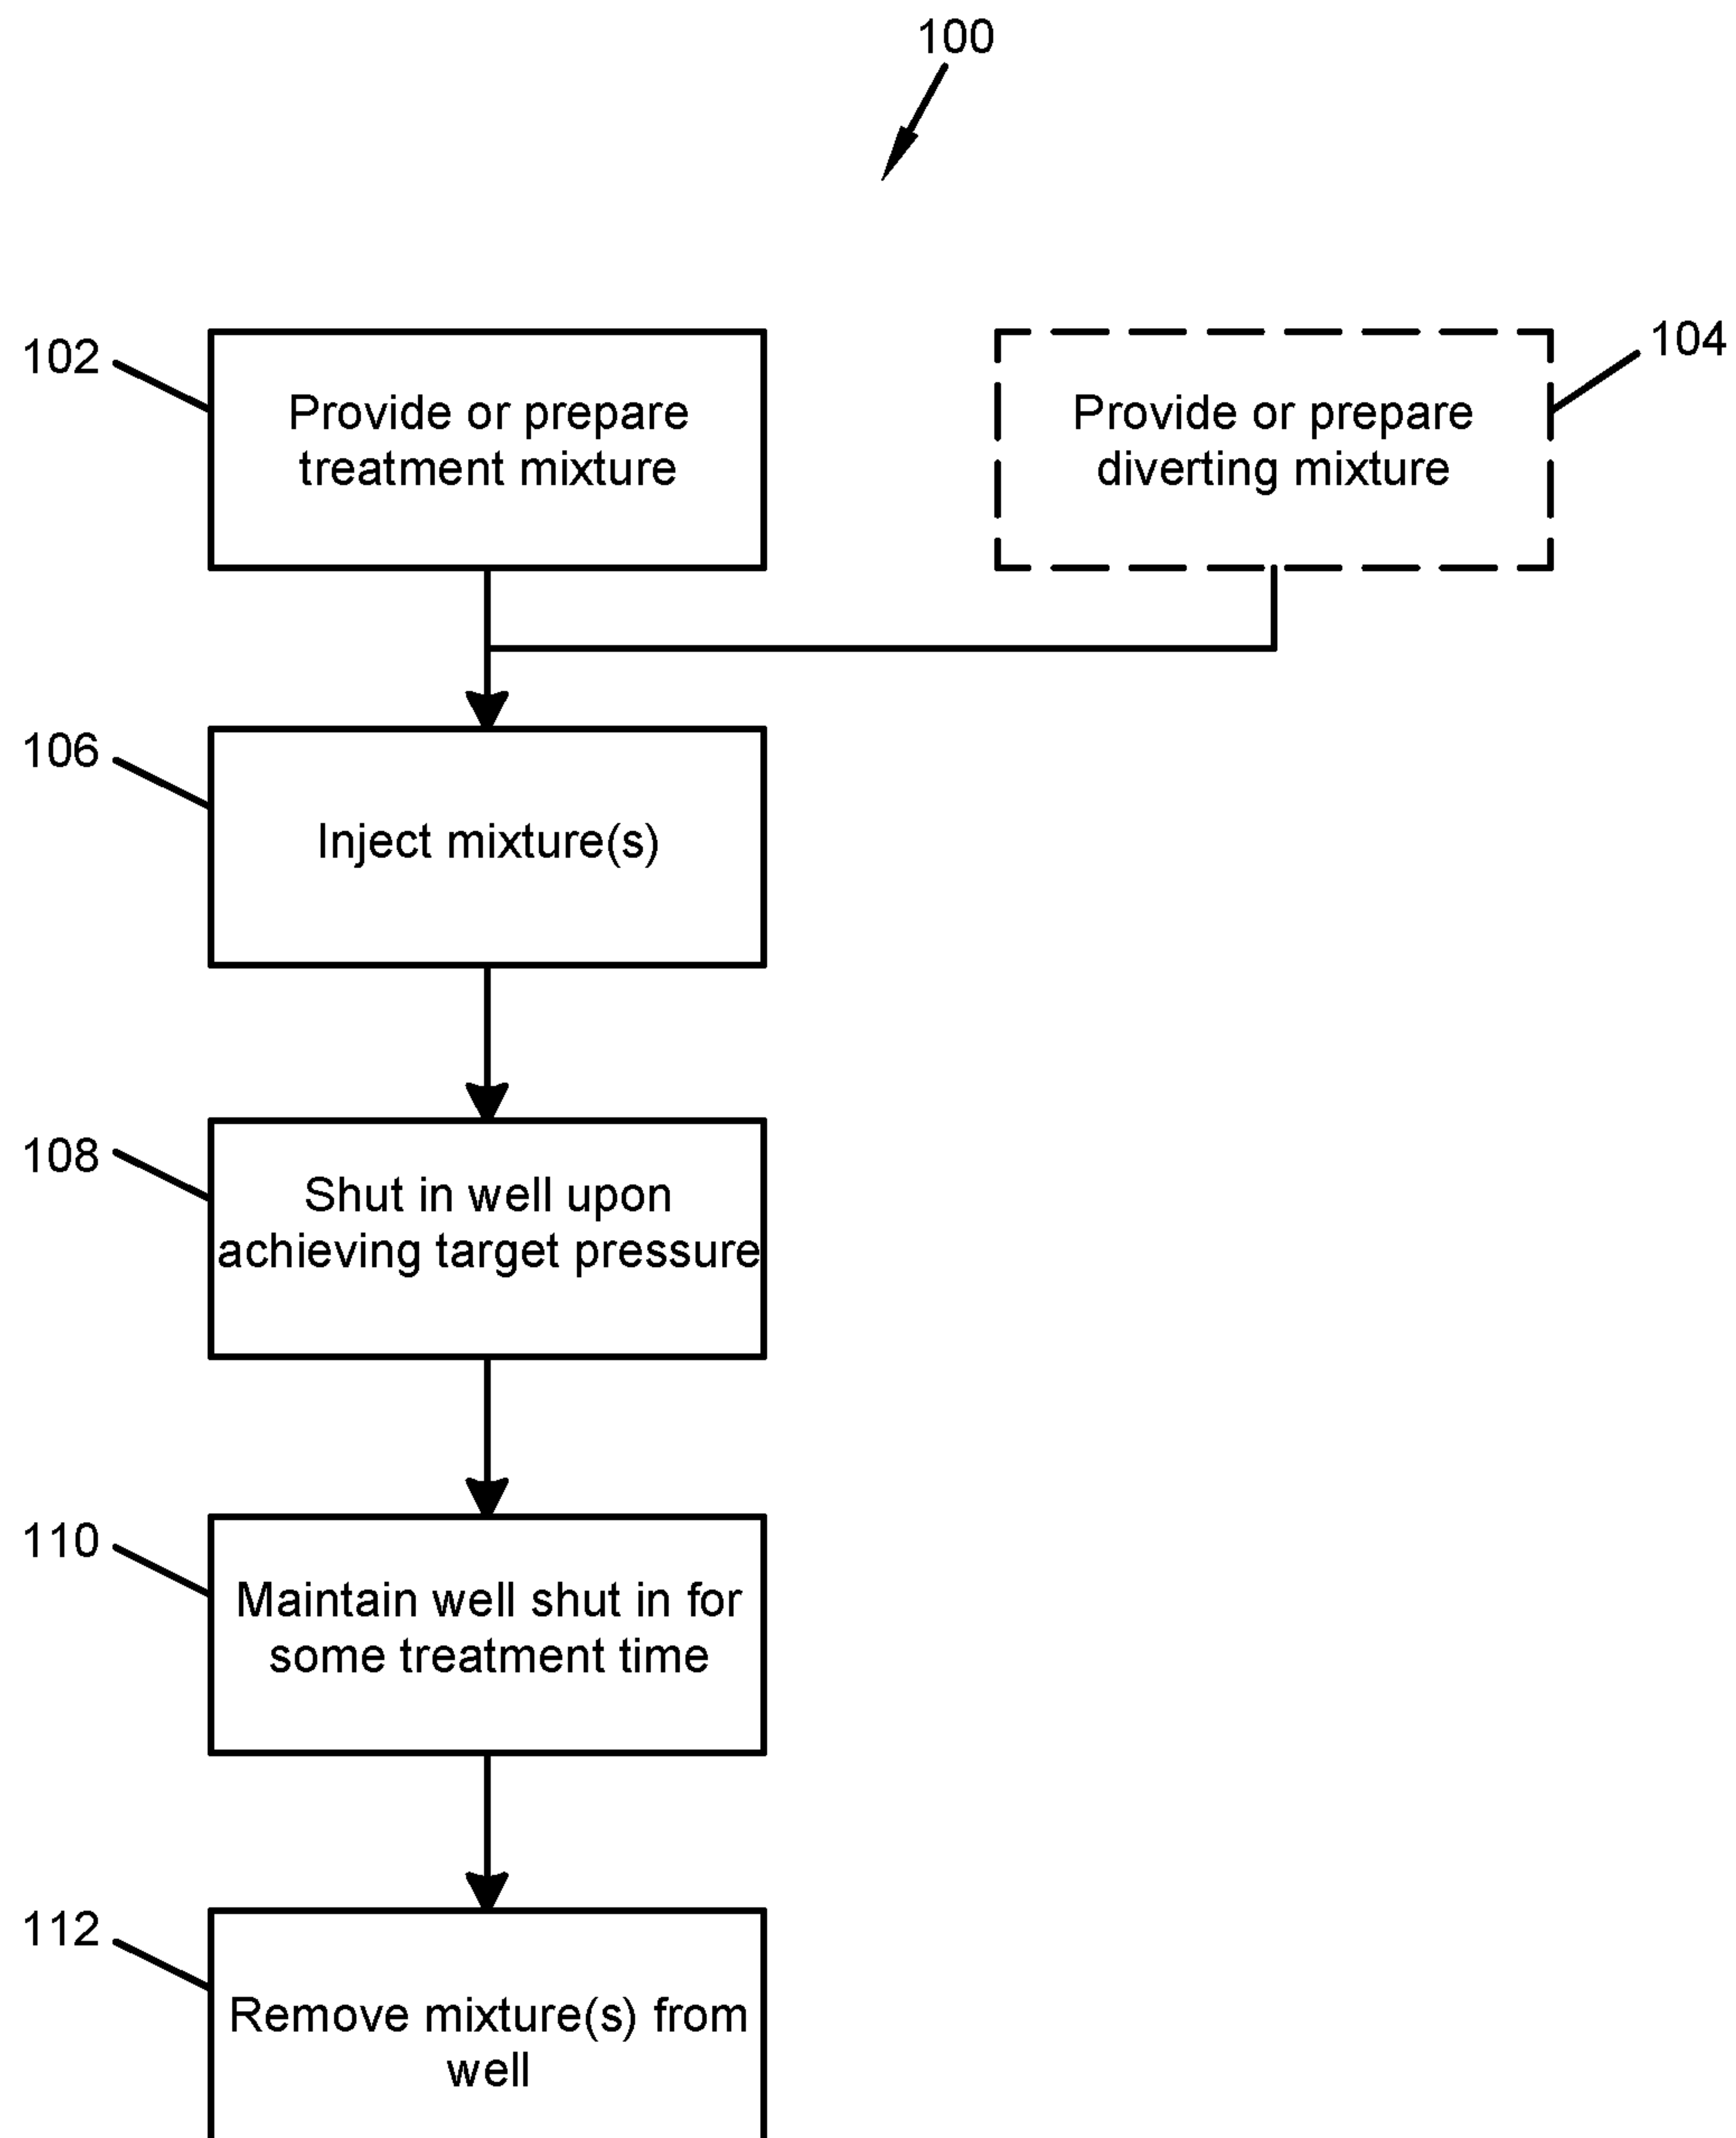 100
102
Provide or prepare
treatment mixture
Provide or prepare
diverting mixture
104
106
Inject mixture(s)
108
Shut in well upon
achieving target pressure
110
Maintain well shut in for
some treatment time
112
Remove mixture(s) from
well